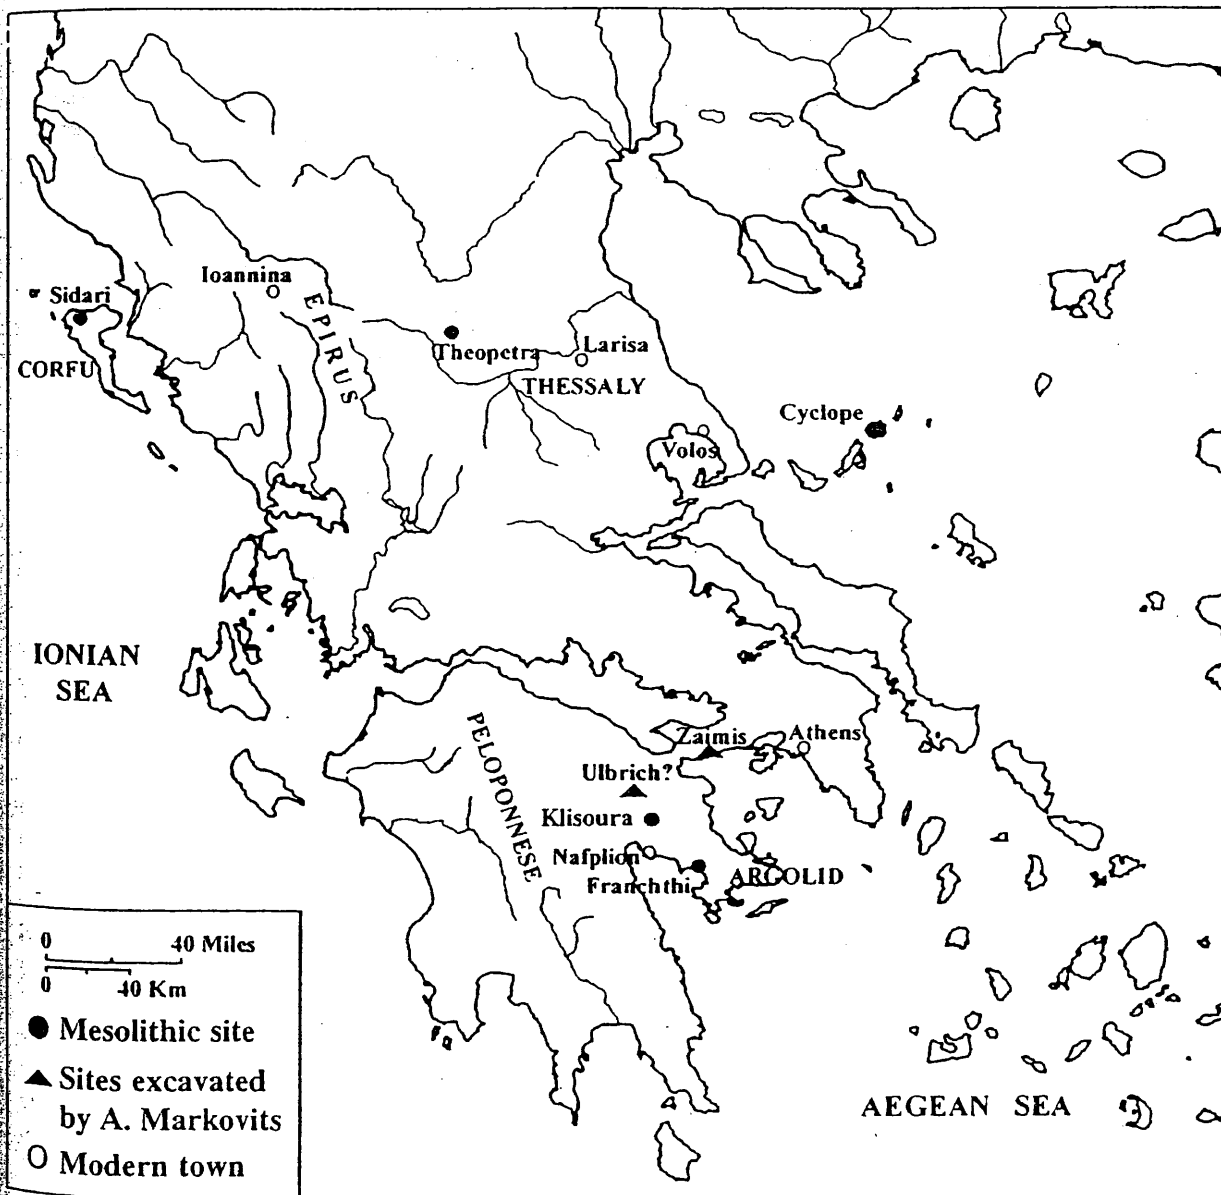 Ioannina
Sidari
EPIRUS
CORFU
Theopetra
Larisa
THESSALY
Cyclope
Volos
IONIAN
SEA
PELOPONNESE
Zaimis
Athens
Ulbrich?
Klisoura
Nafplion
Franchthi
ARGOLID
AEGEAN SEA
0 40 Miles
0 40 Km
Mesolithic site
Sites excavated
by A. Markovits
Modern town